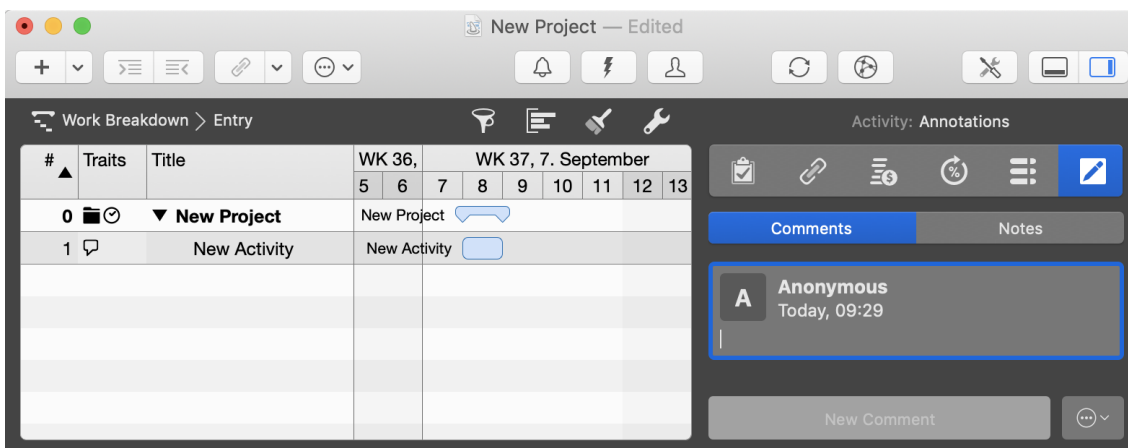 New Project — Edited
Work Breakdown > Entry
Activity: Annotations
# Traits Title WK 36, WK 37, 7. September
5 6 7 8 9 10 11 12 13
0 New Project New Project
1 New Activity New Activity
Comments Notes
A Anonymous
Today, 09:29
New Comment